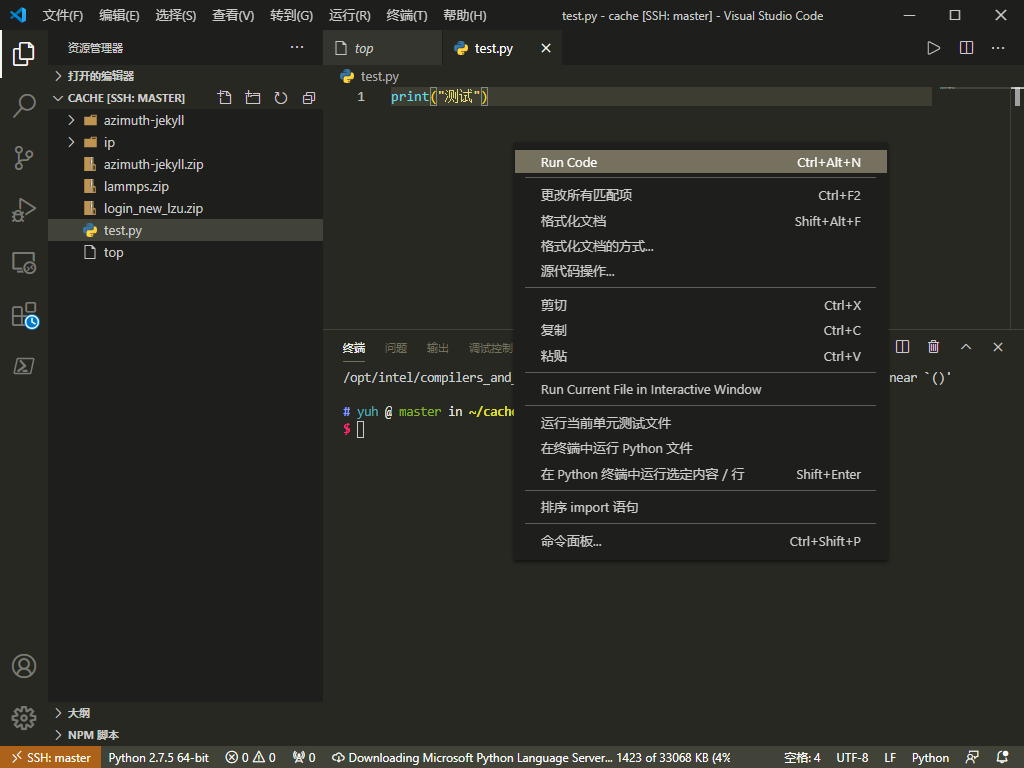 文件(F) 编辑(E) 选择(S) 查看(V) 转到(G) 运行(R) 终端(T) 帮助(H) test.py - cache [SSH: master] - Visual Studio Code
资源管理器 ···
top
test.py
打开的编辑器
CACHE [SSH: MASTER]
azimuth-jekyll
ip
azimuth-jekyll.zip
lammps.zip
login_new_lzu.zip
test.py
top
大纲
NPM 脚本
test.py
1 print("测试")
Run Code Ctrl+Alt+N
更改所有匹配项 Ctrl+F2
格式化文档 Shift+Alt+F
格式化文档的方式...
源代码操作...
剪切 Ctrl+X
复制 Ctrl+C
粘贴 Ctrl+V
Run Current File in Interactive Window
运行当前单元测试文件
在终端中运行 Python 文件
在 Python 终端中运行选定内容 / 行 Shift+Enter
排序 import 语句
命令面板... Ctrl+Shift+P
终端 问题 输出 调试控制
/opt/intel/compilers_and_ near `()'
# yuh @ master in ~/cache
$
SSH: master Python 2.7.5 64-bit 0 0 0 Downloading Microsoft Python Language Server... 1423 of 33068 KB (4% 空格: 4 UTF-8 LF Python